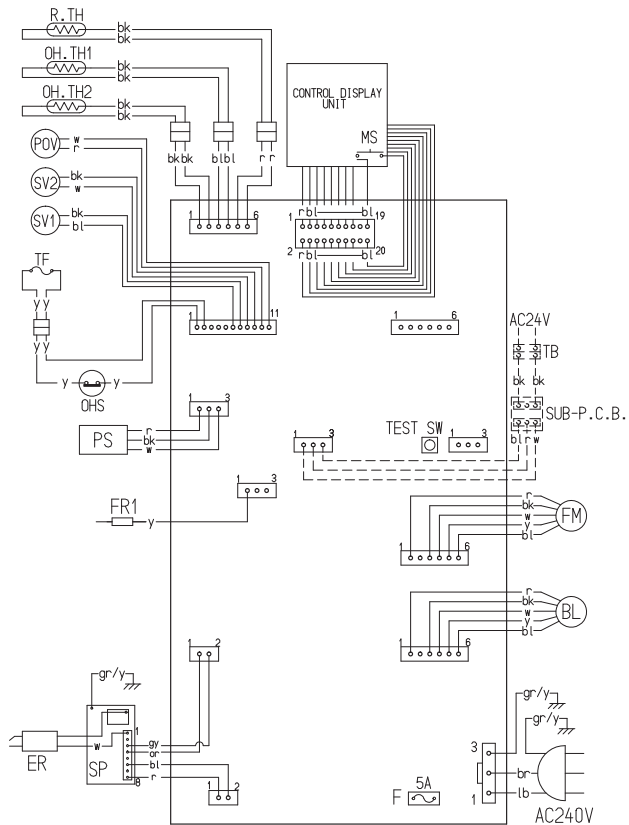 R.TH
bk
bk
OH.TH1
bk
bk
OH.TH2
bk
bk
CONTROL DISPLAY
UNIT
MS
POV
w
r
bk bk
bl bl
r r
SV2
bk
w
SV1
bk
bl
1 6
r bl bl
1 19
2 20
r bl bl
TF
y y
y y
1 11
1 6
AC24V
TB
bk bk
y y
OHS
SUB-P.C.B.
bl r w
1 3
PS
r
bk
w
1 3
TEST SW
1 3
1 3
FR1
y
r
bk
w
y
bl
FM
1 6
r
bk
w
y
bl
BL
1 6
1 2
gr/y
gr/y
gr/y
ER
w
SP
1
8
gy
or
bl
r
1 2
3
1
br
lb
F 5A
AC240V